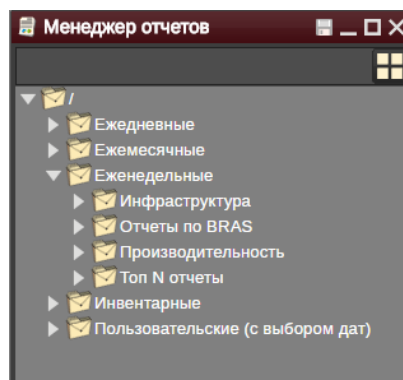 Менеджер отчетов
/
Ежедневные
Ежемесячные
Еженедельные
Инфраструктура
Отчеты по BRAS
Производительность
Топ N отчеты
Инвентарные
Пользовательские (с выбором дат)